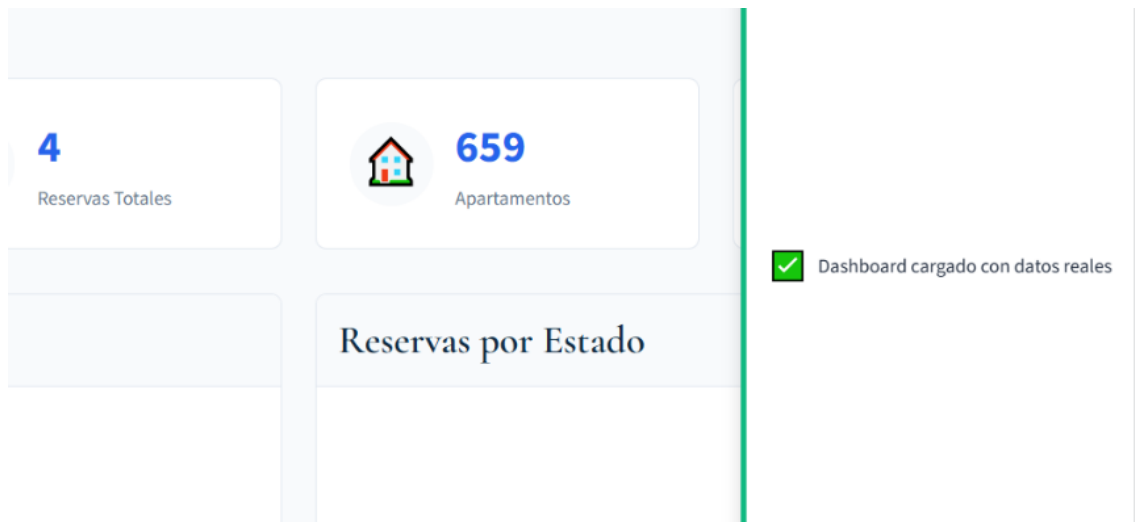 4
Reservas Totales
659
Apartamentos
Reservas por Estado
Dashboard cargado con datos reales